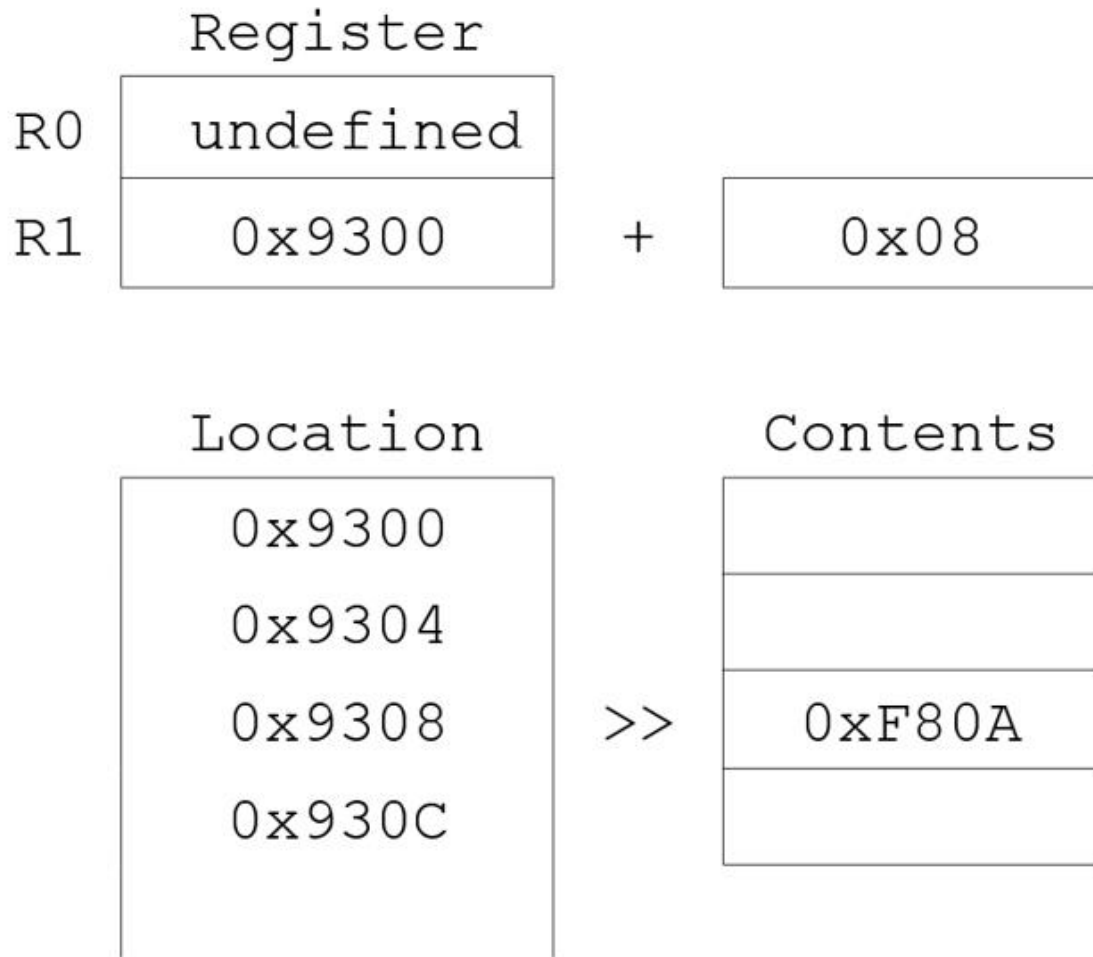 Register
R0 undefined
R1 0x9300 + 0x08
Location Contents
0x9300
0x9304
0x9308 >> 0xF80A
0x930C